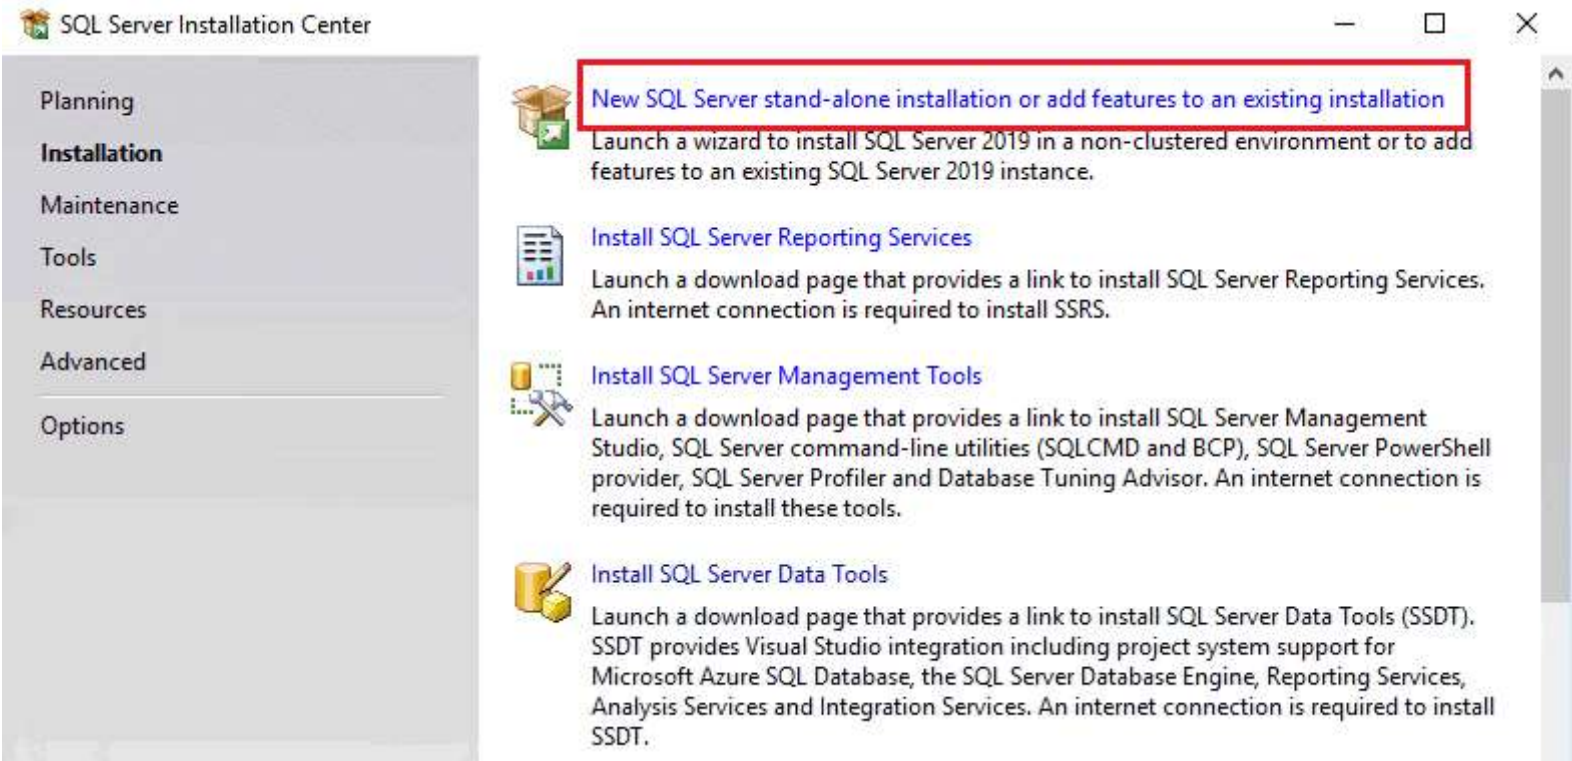 SQL Server Installation Center
Planning
Installation
Maintenance
Tools
Resources
Advanced
Options
New SQL Server stand-alone installation or add features to an existing installation
Launch a wizard to install SQL Server 2019 in a non-clustered environment or to add
features to an existing SQL Server 2019 instance.
Install SQL Server Reporting Services
Launch a download page that provides a link to install SQL Server Reporting Services.
An internet connection is required to install SSRS.
Install SQL Server Management Tools
Launch a download page that provides a link to install SQL Server Management
Studio, SQL Server command-line utilities (SQLCMD and BCP), SQL Server PowerShell
provider, SQL Server Profiler and Database Tuning Advisor. An internet connection is
required to install these tools.
Install SQL Server Data Tools
Launch a download page that provides a link to install SQL Server Data Tools (SSDT).
SSDT provides Visual Studio integration including project system support for
Microsoft Azure SQL Database, the SQL Server Database Engine, Reporting Services,
Analysis Services and Integration Services. An internet connection is required to install
SSDT.